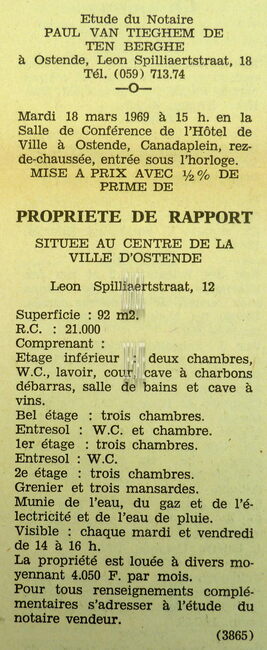 Etude du Notaire
PAUL VAN TIEGHEM DE
TEN BERGHE
à Ostende, Leon Spilliaertstraat, 18
Tél. (059) 713.74
—O—
Mardi 18 mars 1969 à 15 h. en la
Salle de Conférence de l'Hôtel de
Ville à Ostende, Canadaplein, rez-
de-chaussée, entrée sous l'horloge.
MISE A PRIX AVEC ½% DE
PRIME DE
PROPRIETE DE RAPPORT
SITUEE AU CENTRE DE LA
VILLE D'OSTENDE
Leon Spilliaertstraat, 12
Superficie : 92 m2.
R.C. : 21.000
Comprenant :
Etage inférieur : deux chambres,
W.C., lavoir, cour, cave à charbons
débarras, salle de bains et cave à
vins.
Bel étage : trois chambres.
Entresol : W.C. et chambre.
1er étage : trois chambres.
Entresol : W.C.
2e étage : trois chambres.
Grenier et trois mansardes.
Munie de l'eau, du gaz et de l'é-
lectricité et de l'eau de pluie.
Visible : chaque mardi et vendredi
de 14 à 16 h.
La propriété est louée à divers mo-
yennant 4.050 F. par mois.
Pour tous renseignements complé-
mentaires s'adresser à l'étude du
notaire vendeur.
(3865)